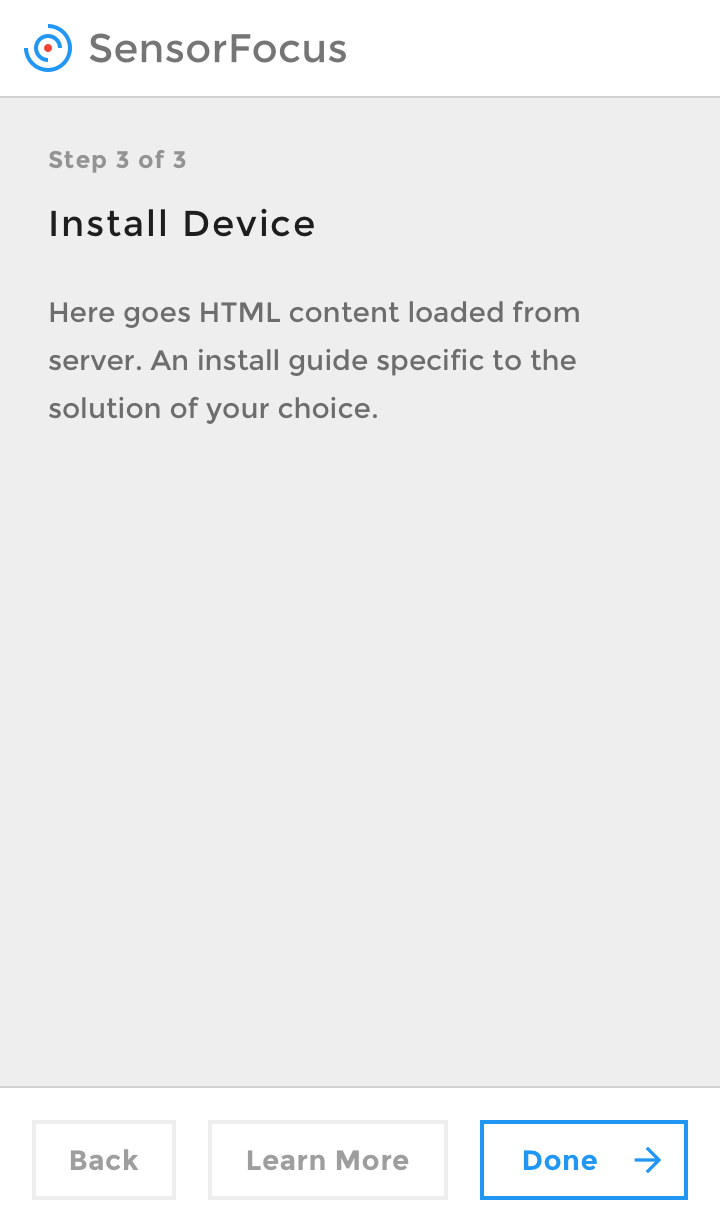 SensorFocus
Step 3 of 3
Install Device
Here goes HTML content loaded from
server. An install guide specific to the
solution of your choice.
Back
Learn More
Done